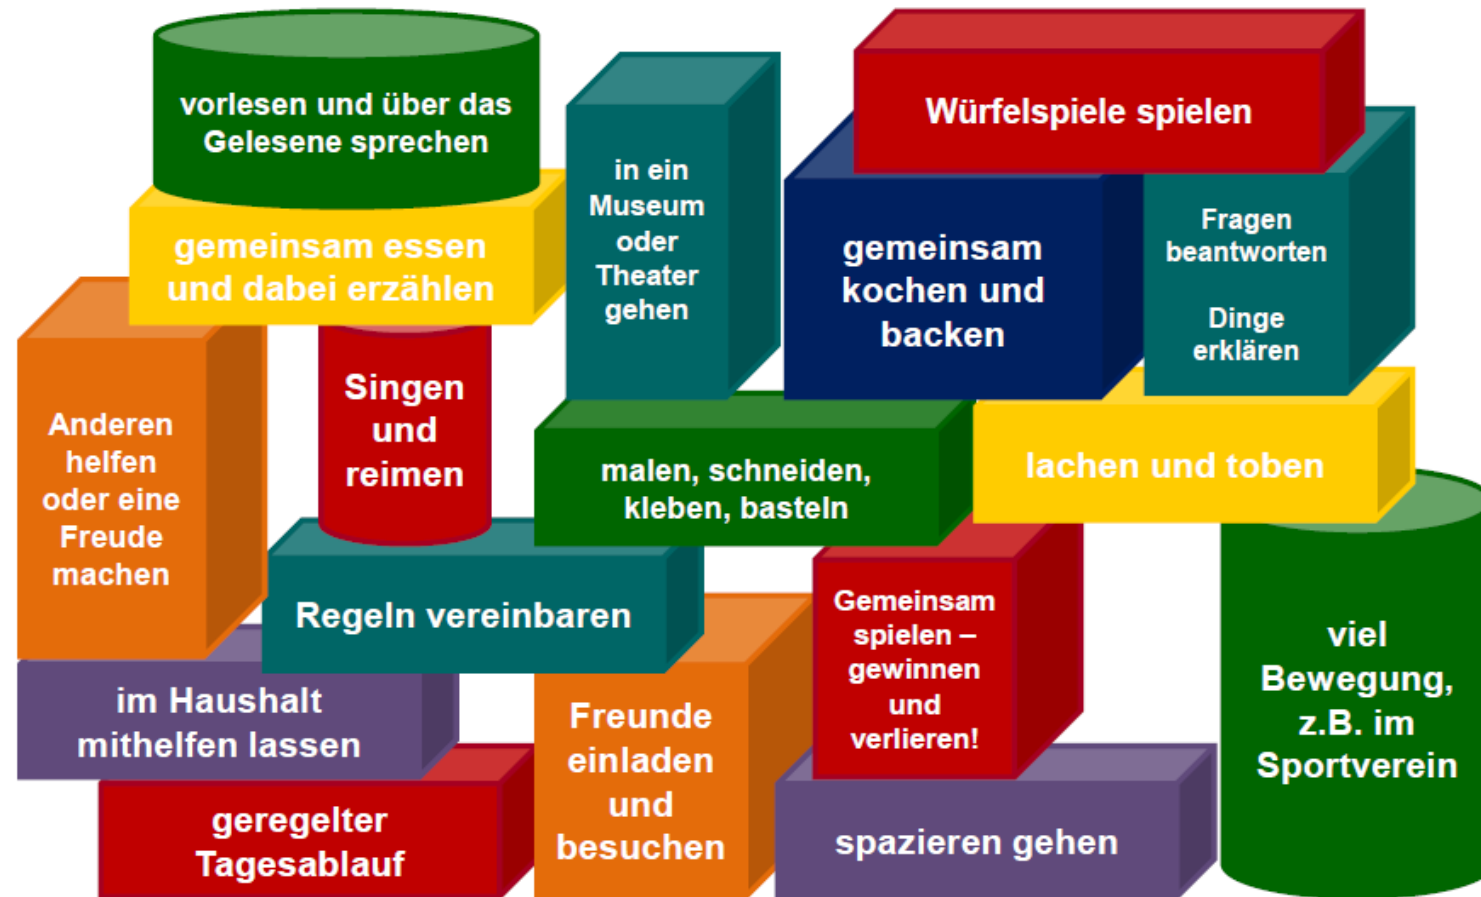 vorlesen und über das
Gelesene sprechen
Würfelspiele spielen
in ein
Museum
oder
Theater
gehen
gemeinsam essen
und dabei erzählen
gemeinsam
kochen und
backen
Fragen
beantworten
Dinge
erklären
Anderen
helfen
oder eine
Freude
machen
Singen
und
reimen
malen, schneiden,
kleben, basteln
lachen und toben
Regeln vereinbaren
Gemeinsam
spielen –
gewinnen
und
verlieren!
viel
Bewegung,
z.B. im
Sportverein
im Haushalt
mithelfen lassen
Freunde
einladen
und
besuchen
geregelter
Tagesablauf
spazieren gehen